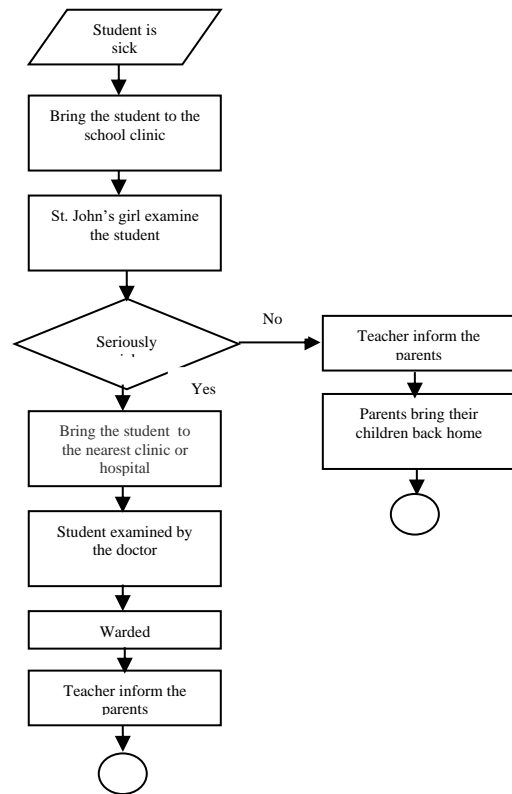 Student is
sick
Bring the student to the
school clinic
St. John's girl examine
the student
Seriously
No
Teacher inform the
parents
Parents bring their
children back home
Yes
Bring the student to
the nearest clinic or
hospital
Student examined by
the doctor
Warded
Teacher inform the
parents